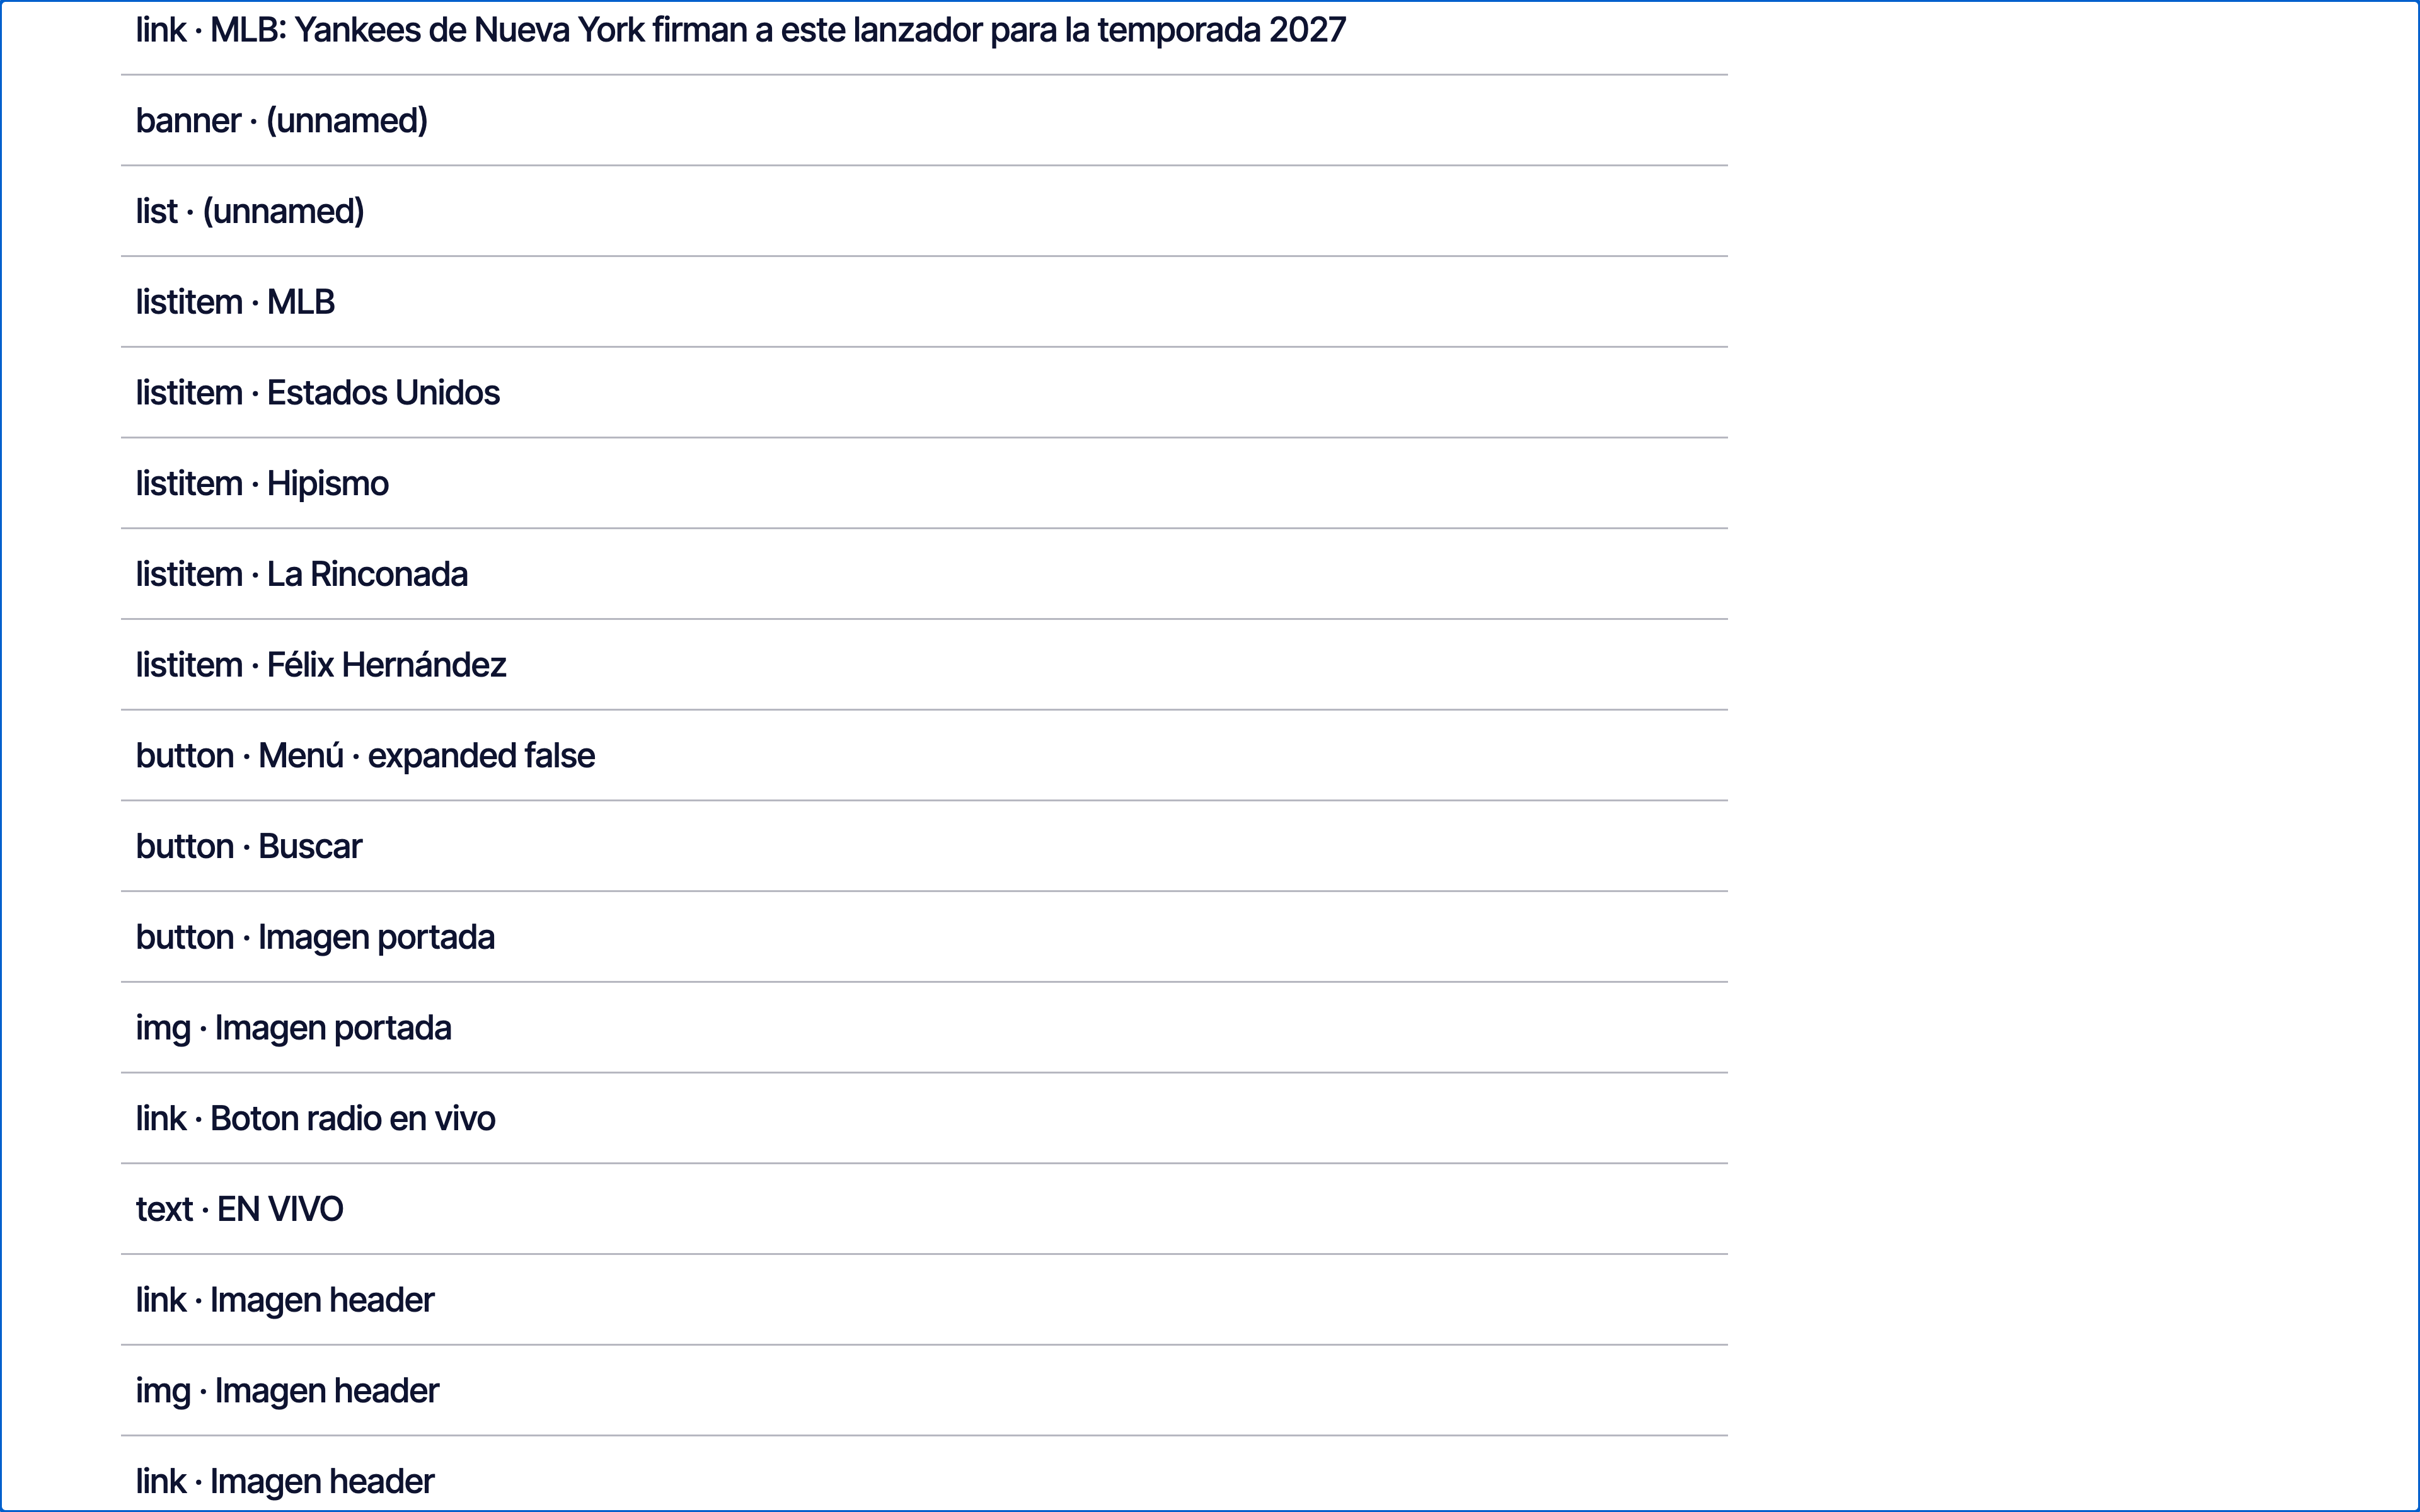 link · MLB: Yankees de Nueva York firman a este lanzador para la temporada 2027
banner · (unnamed)
list · (unnamed)
listitem · MLB
listitem · Estados Unidos
listitem · Hipismo
listitem · La Rinconada
listitem · Félix Hernández
button · Menú · expanded false
button · Buscar
button · Imagen portada
img · Imagen portada
link · Boton radio en vivo
text · EN VIVO
link · Imagen header
img · Imagen header
link · Imagen header